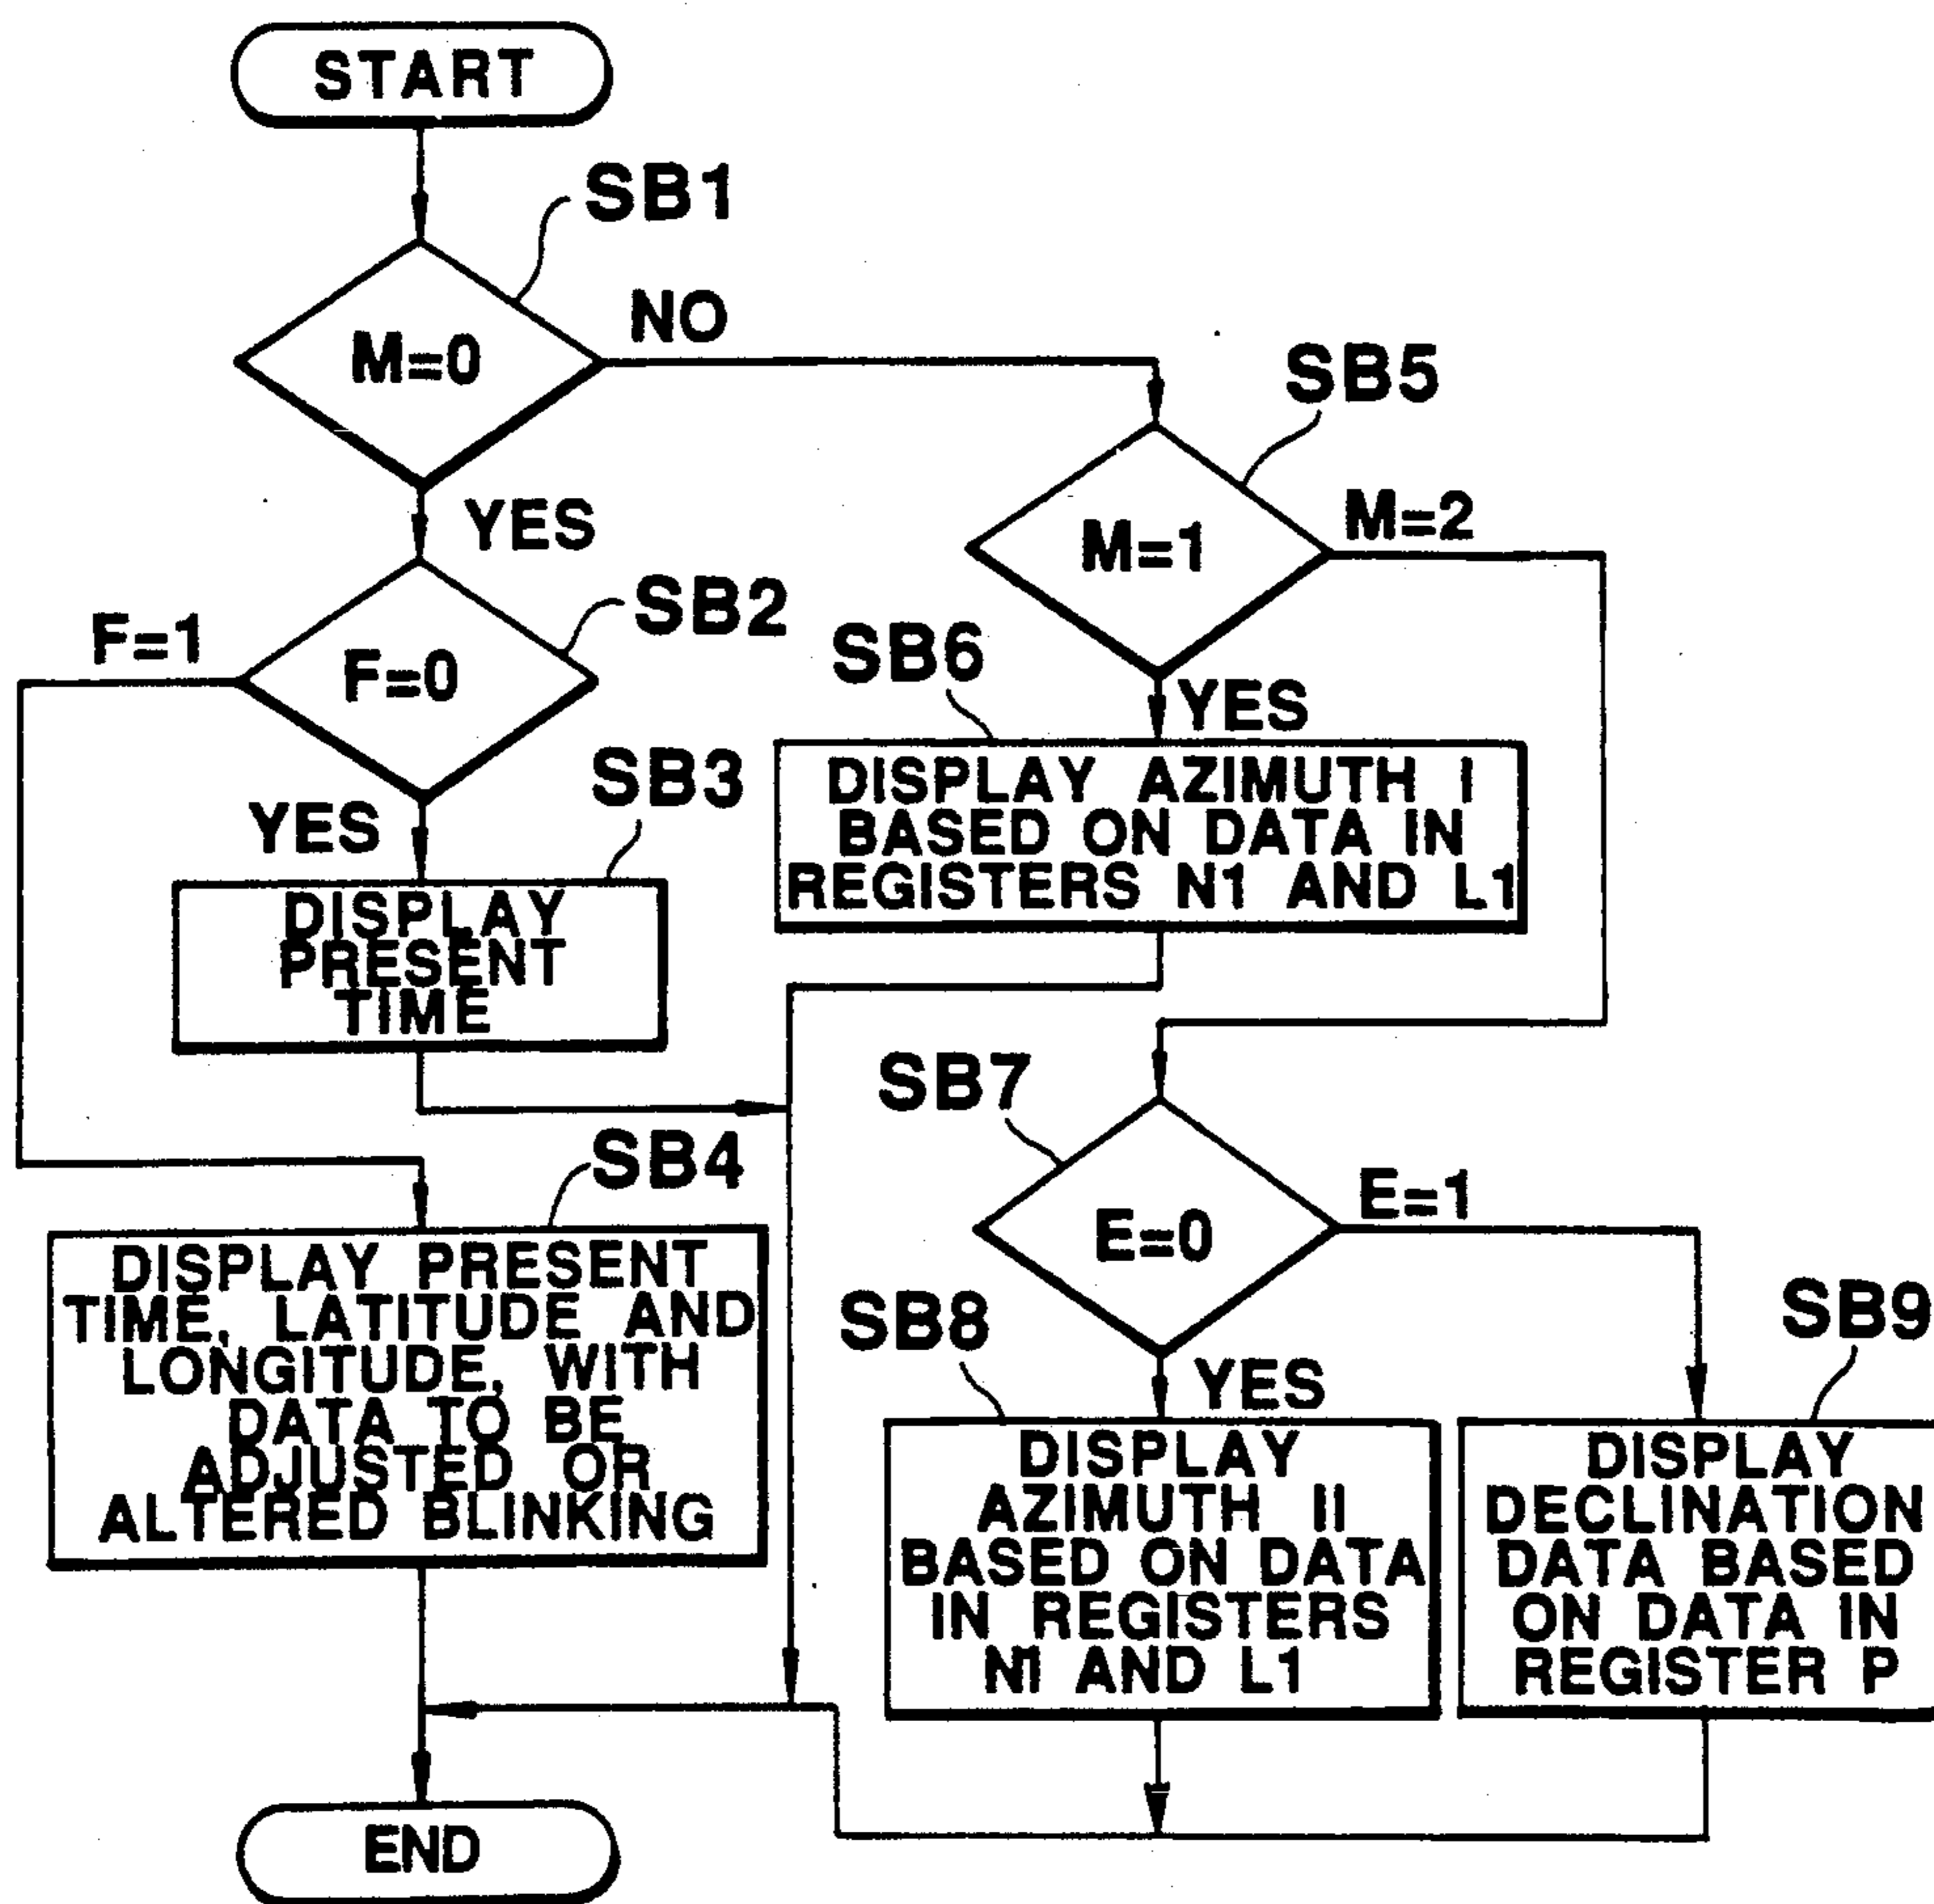 START
SB1
M=0
NO
YES
SB5
M=1
M=2
SB2
F=1
F=0
YES
SB3
DISPLAY
PRESENT
TIME
SB6
YES
DISPLAY AZIMUTH I
BASED ON DATA IN
REGISTERS N1 AND L1
SB4
DISPLAY PRESENT
TIME, LATITUDE AND
LONGITUDE, WITH
DATA TO BE
ADJUSTED OR
ALTERED BLINKING
SB7
E=0
E=1
SB8
YES
DISPLAY
AZIMUTH II
BASED ON DATA
IN REGISTERS
N1 AND L1
SB9
DISPLAY
DECLINATION
DATA BASED
ON DATA IN
REGISTER P
END